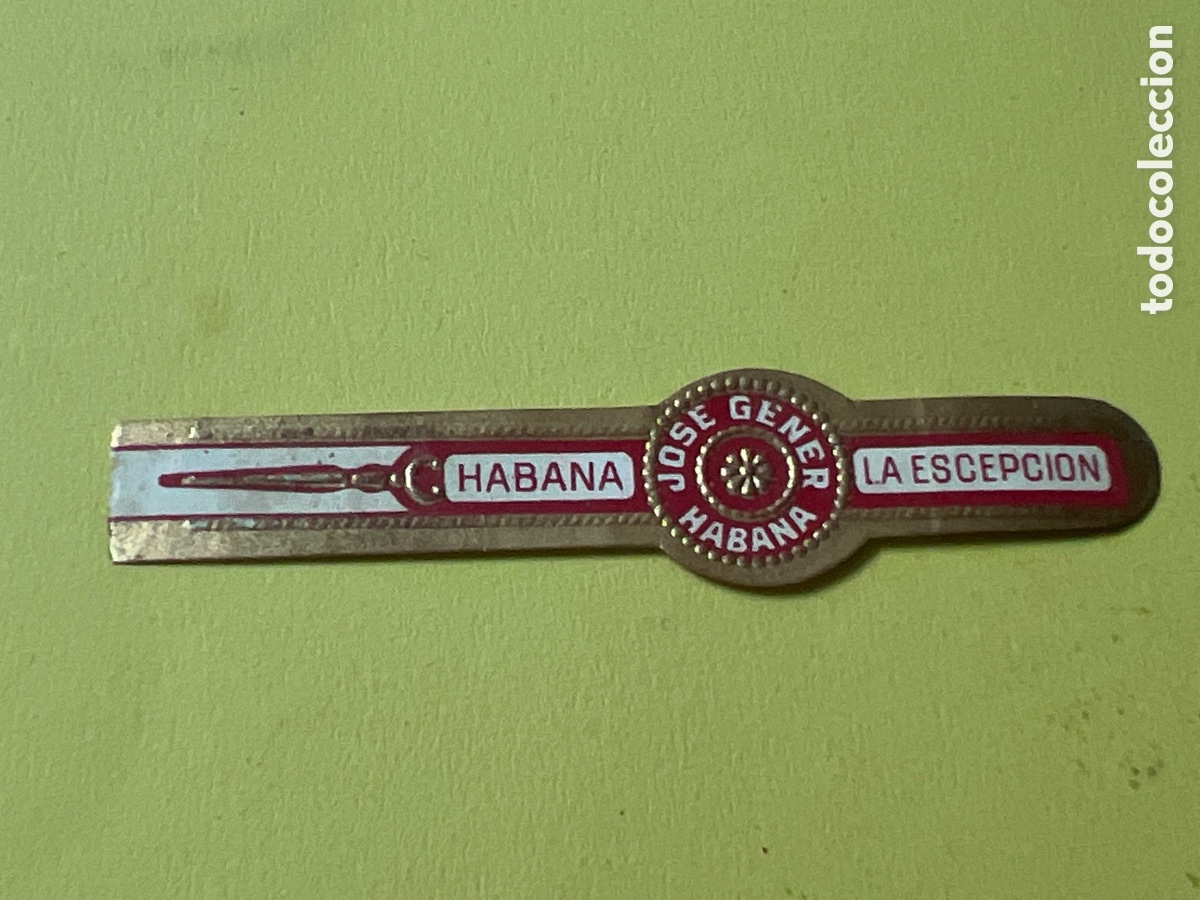 HABANA
JOSE GENER
HABANA
LA ESCEPCION
todocoleccion